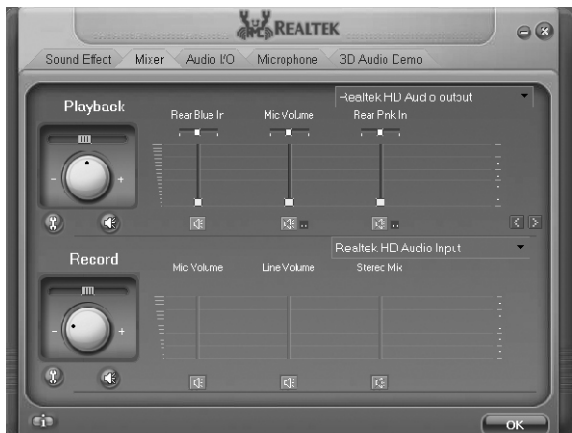 REALTEK
Sound Effect Mixer Audio I/O Microphone 3D Audio Demo
Realtek HD Audio output
Playback
Rear Blue In Mic Volume Rear Pink In
- +
Realtek HD Audio Input
Record
Mic Volume Line Volume Stereo Mix
- +
OK